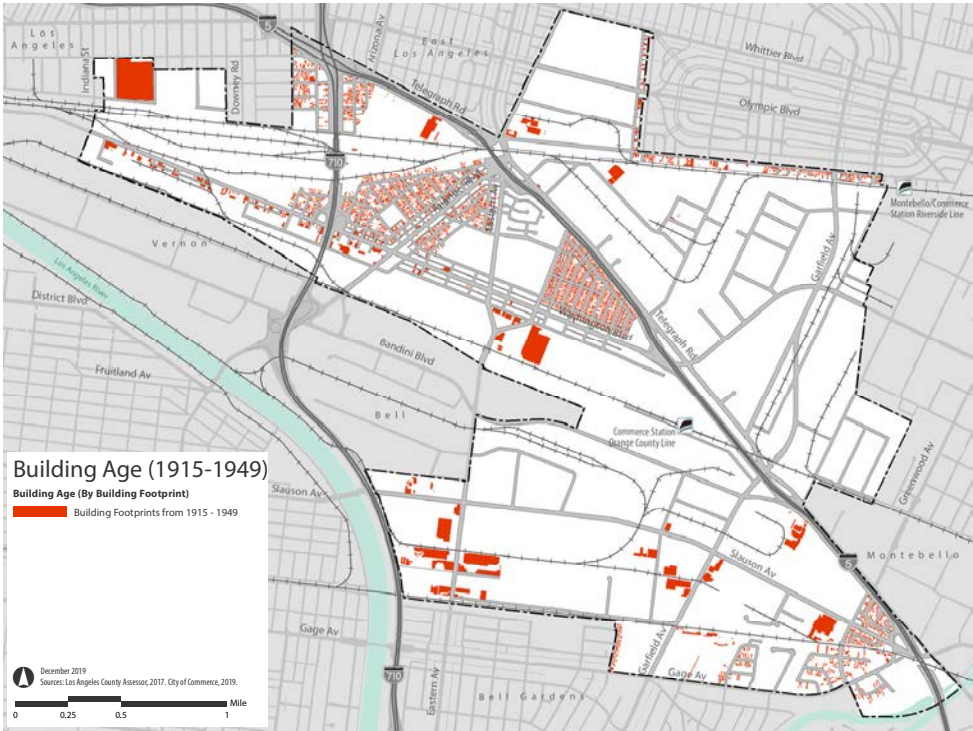 Los
Angeles
Indiana St
Downey Rd
5
Arizona Av
East
Los Angeles
Telegraph Rd
Whittier Blvd
Olympic Blvd
710
Montebello/Commerce
Station Riverside Line
Vernon
Los Angeles River
District Blvd
Fruitland Av
Garfield Av
Washington Blvd
Telegraph Rd
Bandini Blvd
Bell
Commerce Station
Orange County Line
Greenwood Av
Slauson Av
Slauson Av
Montebello
5
Gage Av
Garfield Av
Gage Av
710
Eastern Av
Bell Gardens
Building Age (1915-1949)
Building Age (By Building Footprint)
Building Footprints from 1915 - 1949
December 2019
Sources: Los Angeles County Assessor, 2017. City of Commerce, 2019.
Mile
0 0.25 0.5 1